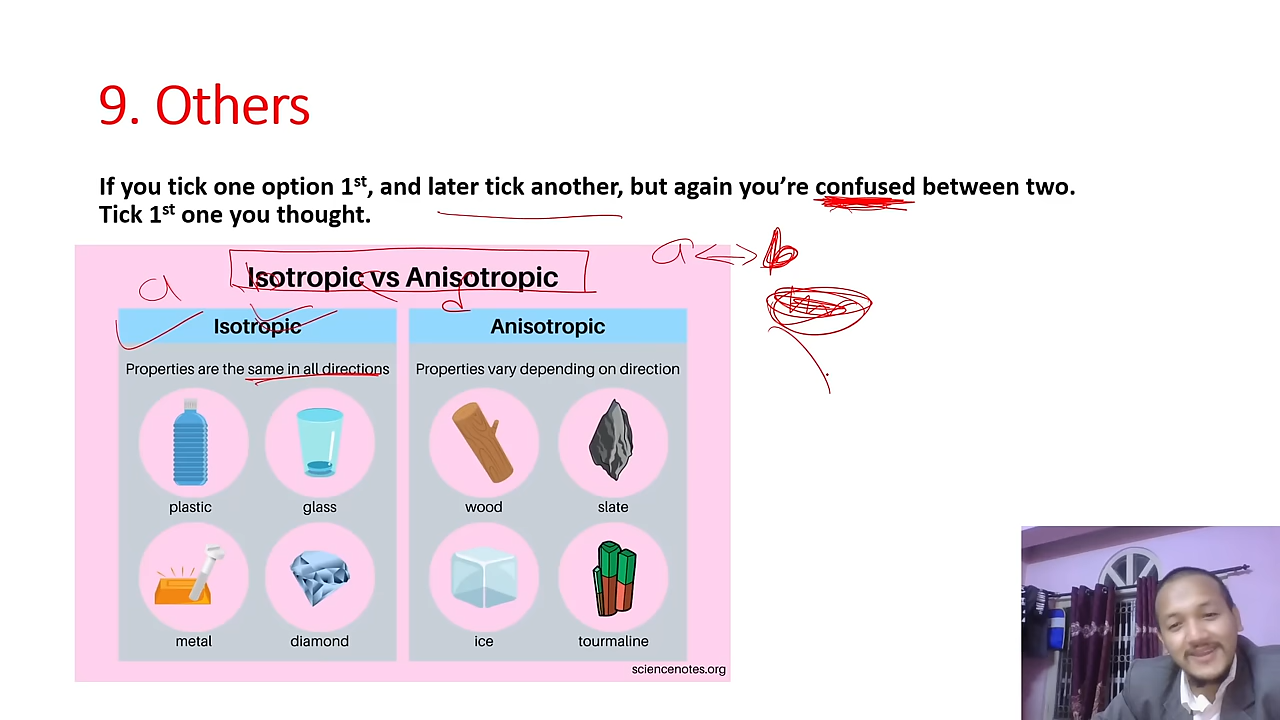 9. Others
If you tick one option 1st, and later tick another, but again you're confused between two.
Tick 1st one you thought.
a <-> b
Isotropic vs Anisotropic
a b c d
Isotropic
Anisotropic
Properties are the same in all directions
Properties vary depending on direction
plastic
glass
wood
slate
metal
diamond
ice
tourmaline
sciencenotes.org